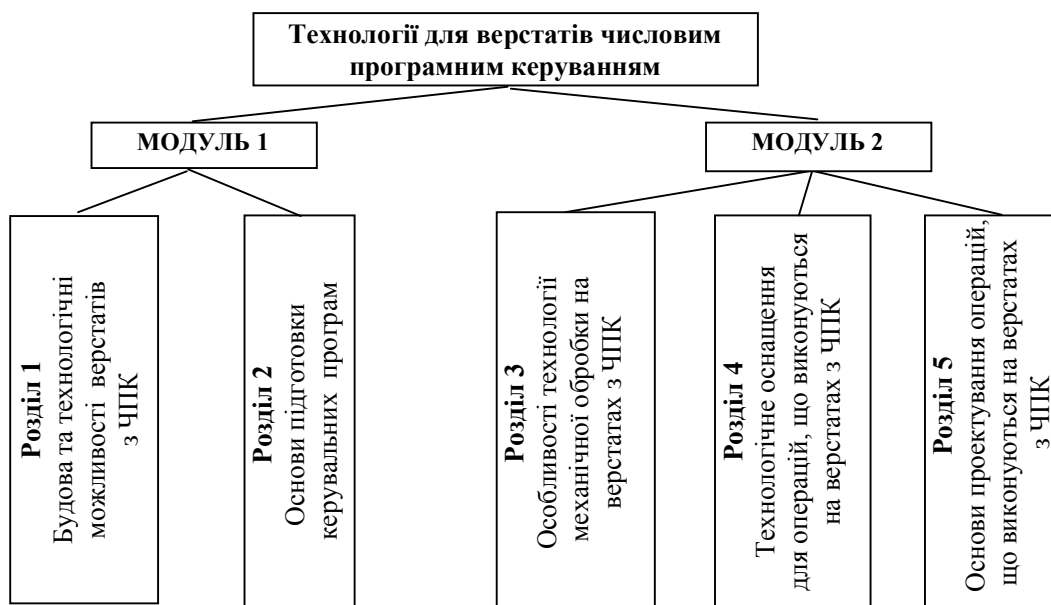 Технології для верстатів числовим
програмним керуванням
МОДУЛЬ 1
МОДУЛЬ 2
Розділ 1
Будова та технологічні
можливості верстатів
з ЧПК
Розділ 2
Основи підготовки
керувальних програм
Розділ 3
Особливості технології
механічної бробки на
верстатах з ЧПК
Розділ 4
Технологічне оснащення
для операцій, що виконуються
на верстатах з ЧПК
Розділ 5
Основи проектування операцій,
що виконуються на верстатах
з ЧПК